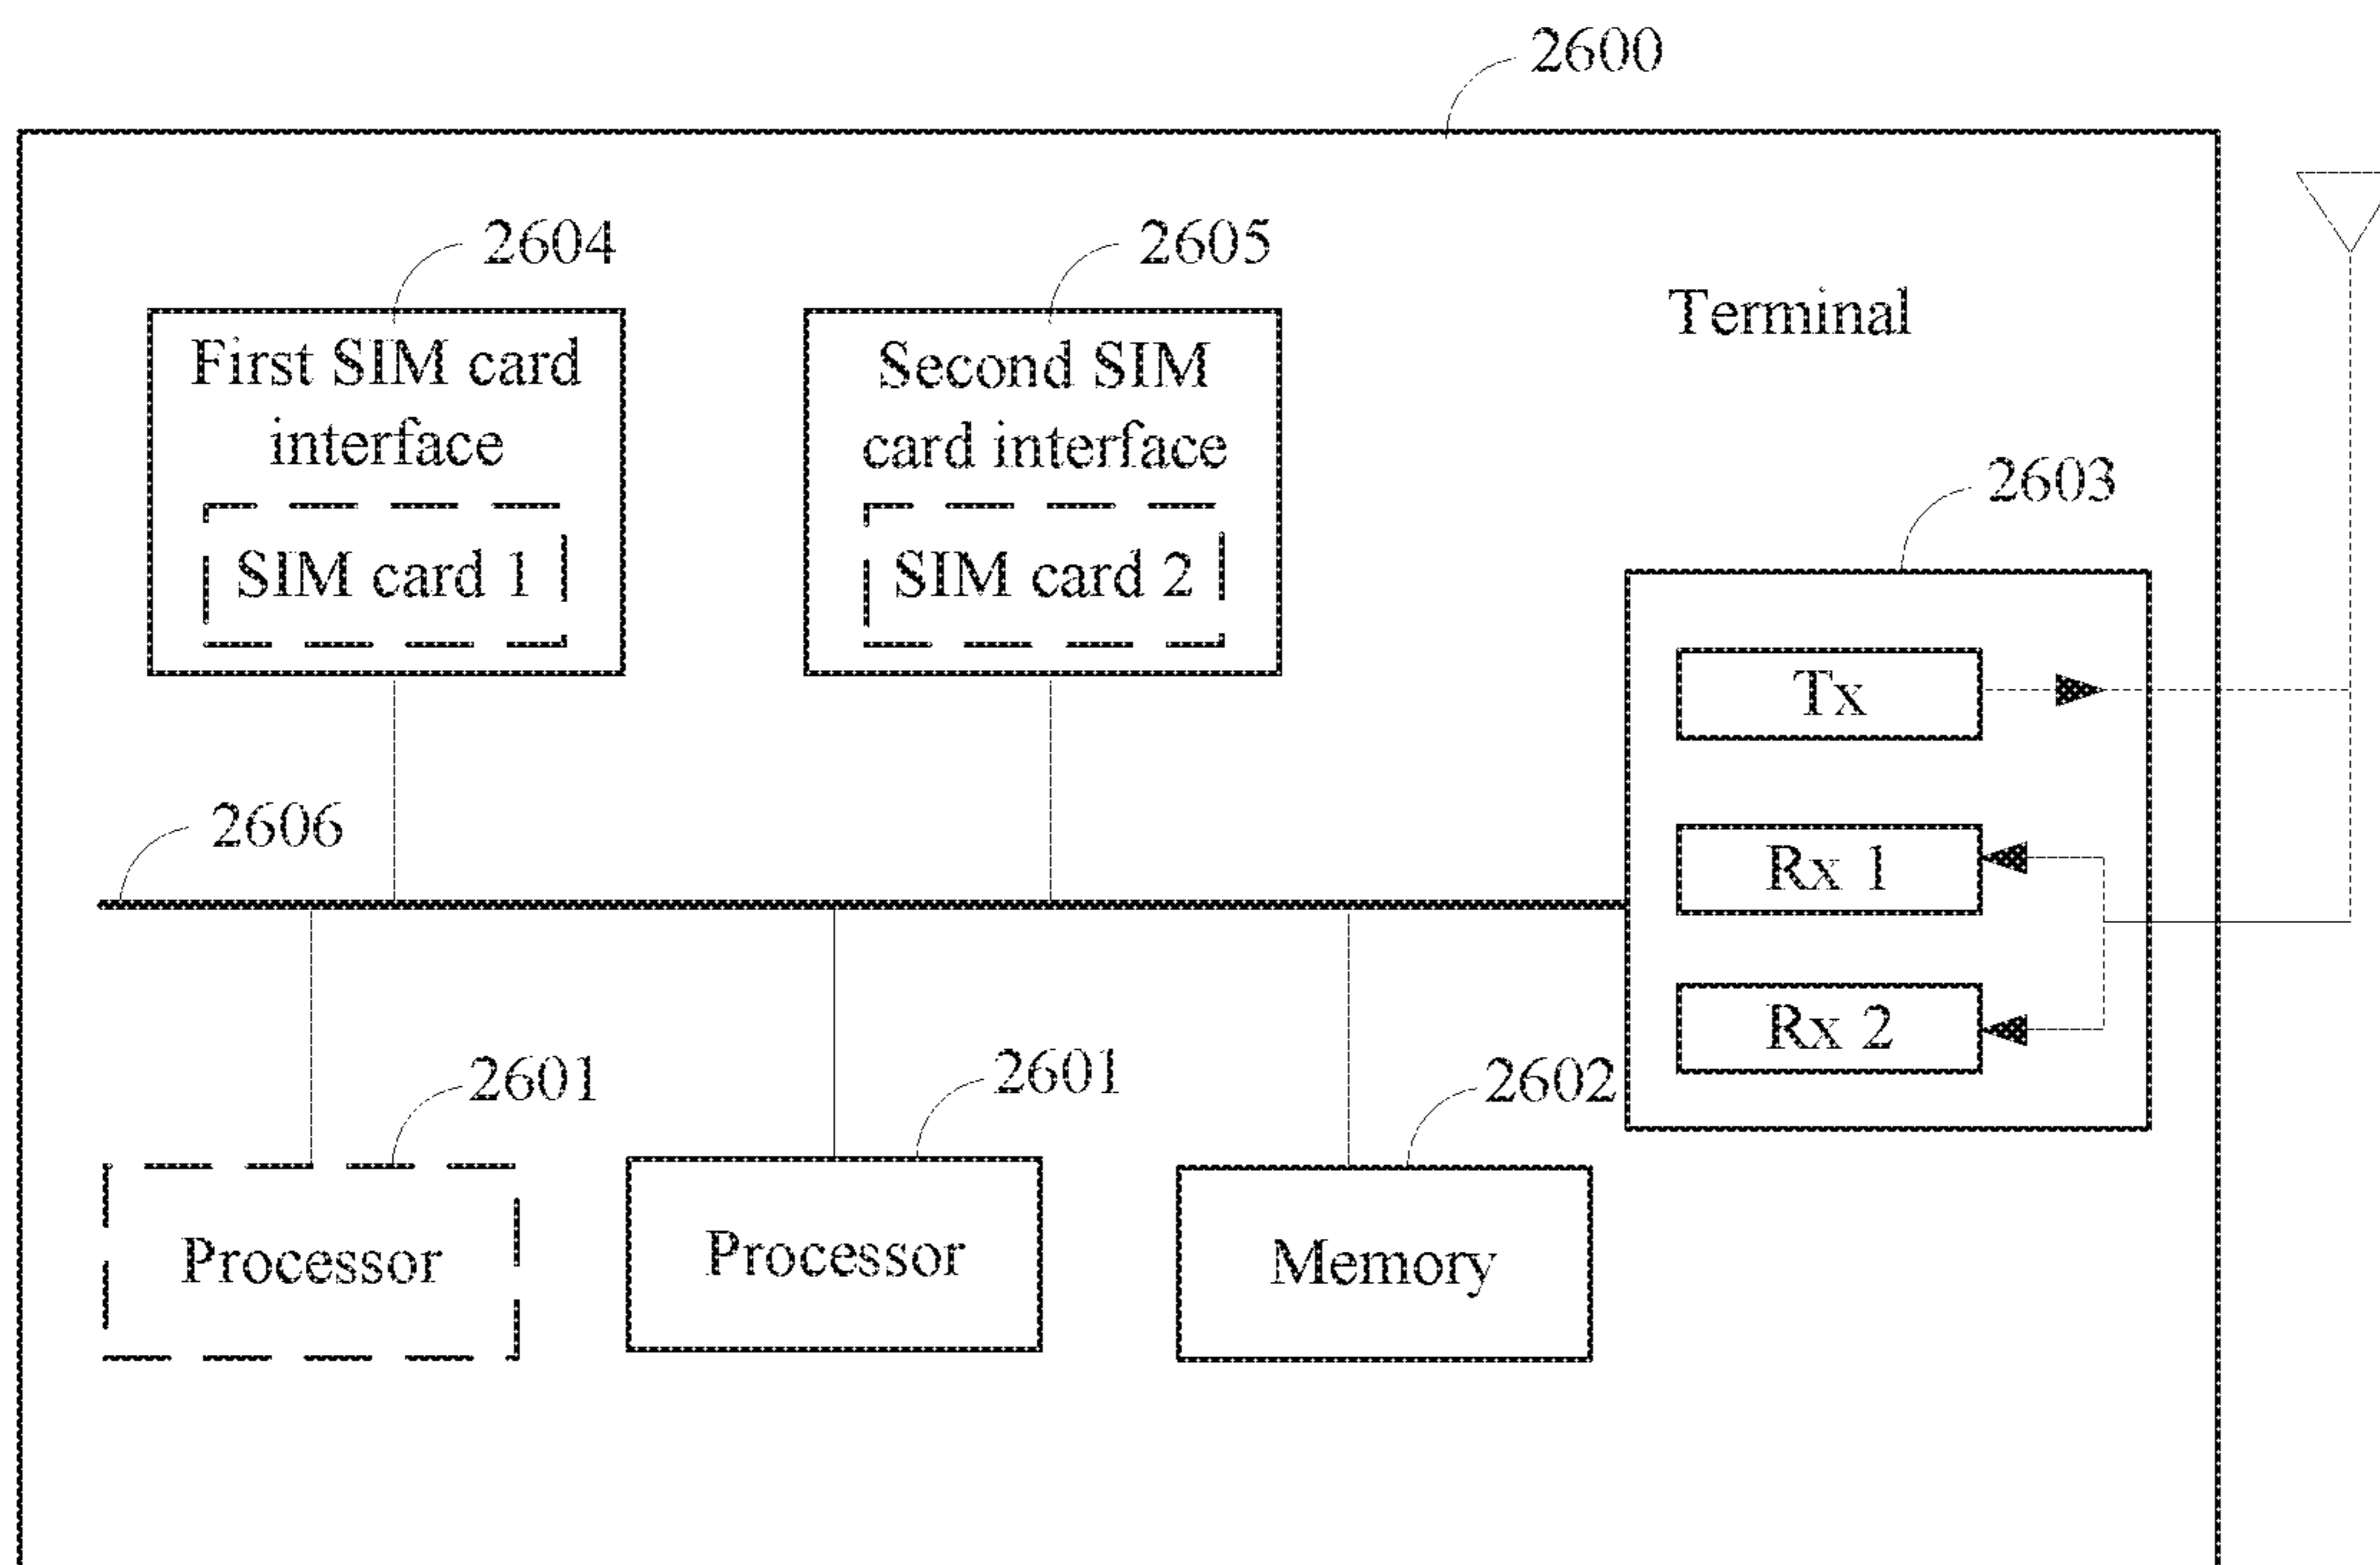 2600
2604
2605
Terminal
First SIM card
interface
SIM card 1
Second SIM
card interface
SIM card 2
2603
Tx
Rx 1
Rx 2
2606
2601
2601
2602
Processor
Processor
Memory